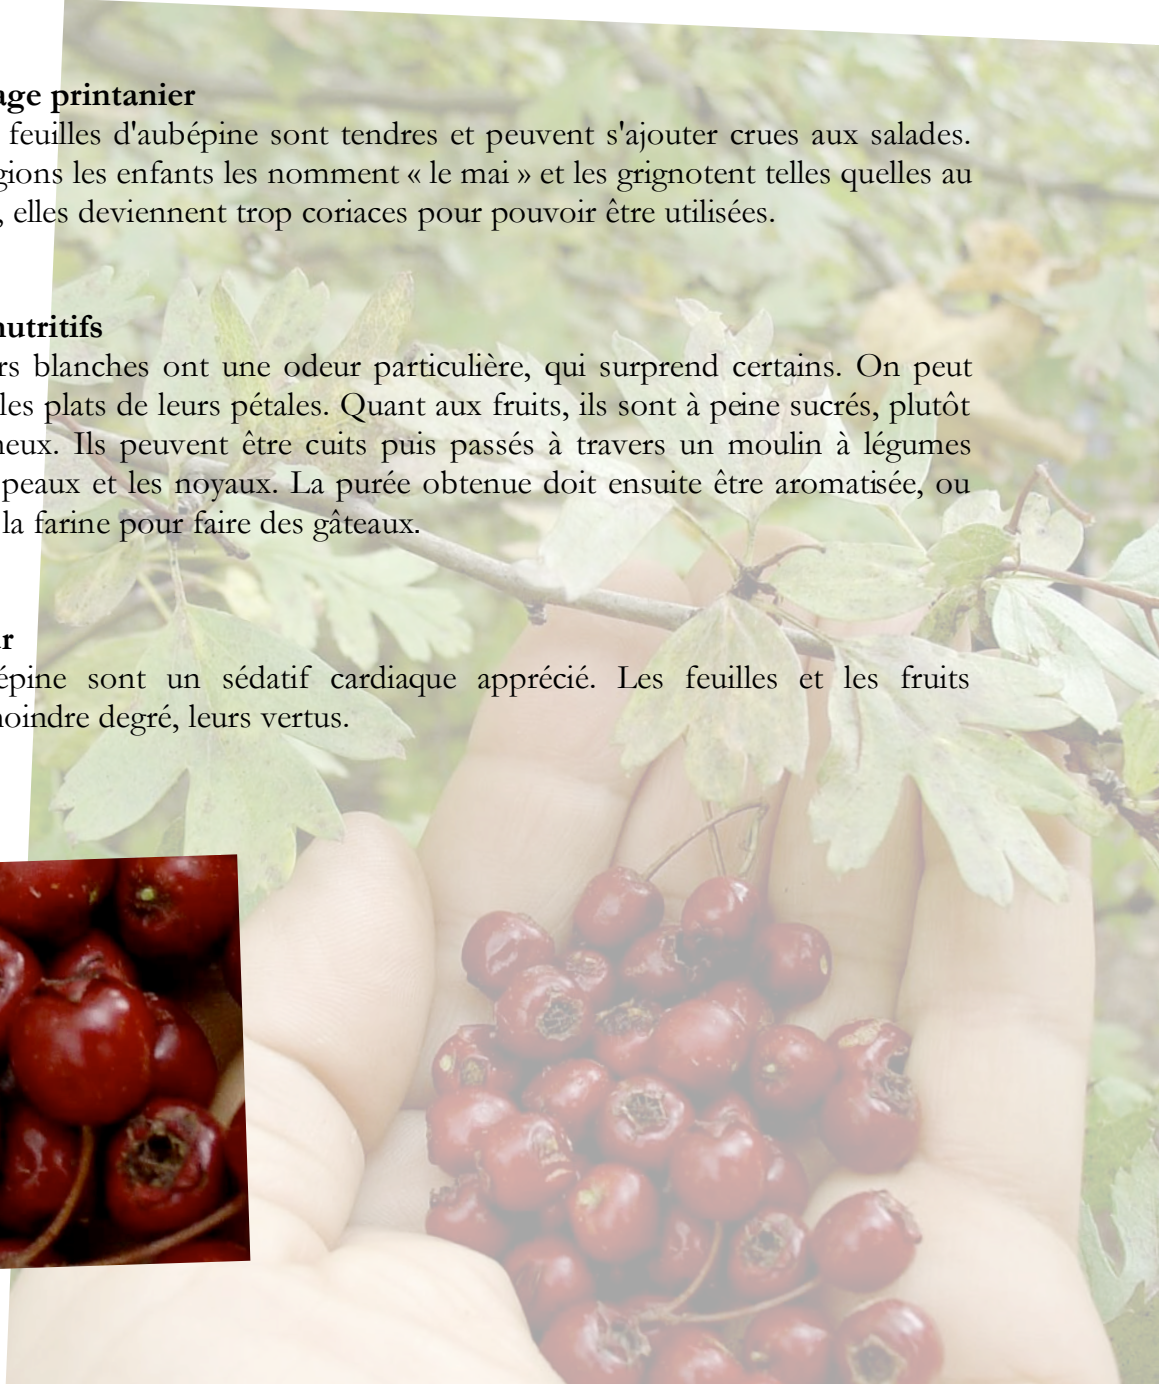 age printanier
feuilles d'aubépine sont tendres et peuvent s'ajouter crues aux salades.
gions les enfants les nomment « le mai » et les grignotent telles quelles au
, elles deviennent trop coriaces pour pouvoir être utilisées.
nutritifs
rs blanches ont une odeur particulière, qui surprend certains. On peut
les plats de leurs pétales. Quant aux fruits, ils sont à peine sucrés, plutôt
neux. Ils peuvent être cuits puis passés à travers un moulin à légumes
peaux et les noyaux. La purée obtenue doit ensuite être aromatisée, ou
la farine pour faire des gâteaux.
ur
épine sont un sédatif cardiaque apprécié. Les feuilles et les fruits
moindre degré, leurs vertus.